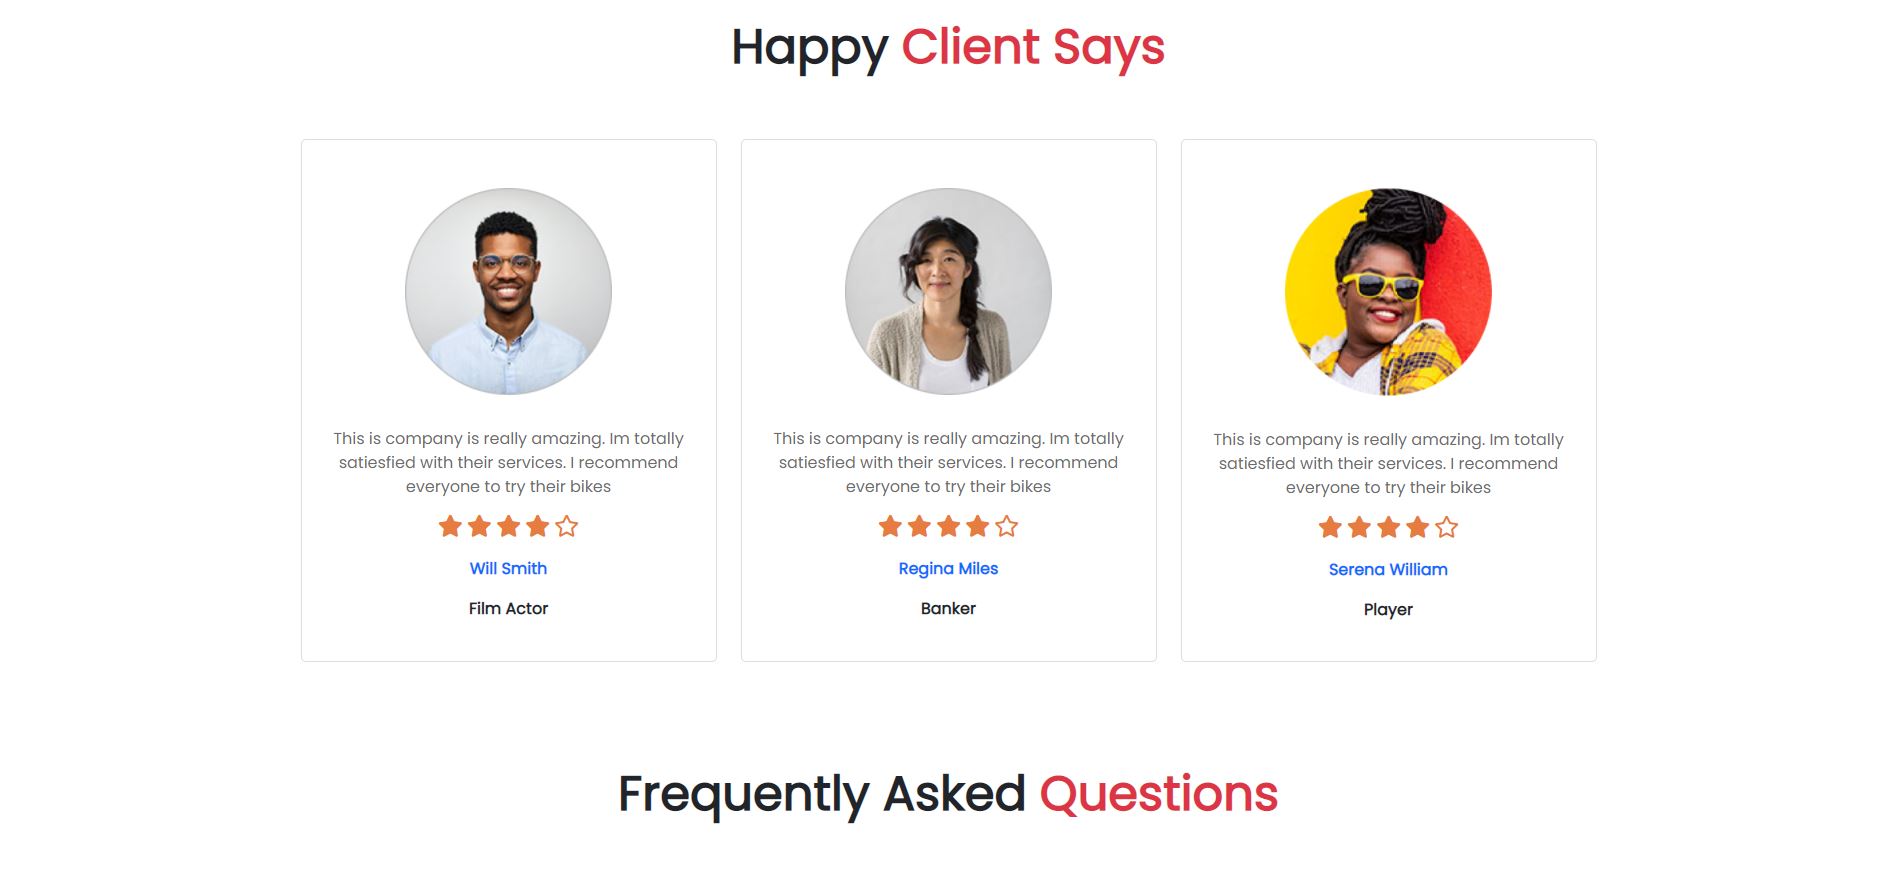 Happy Client Says
This is company is really amazing. Im totally
satiesfied with their services. I recommend
everyone to try their bikes
Will Smith
Film Actor
This is company is really amazing. Im totally
satiesfied with their services. I recommend
everyone to try their bikes
Regina Miles
Banker
This is company is really amazing. Im totally
satiesfied with their services. I recommend
everyone to try their bikes
Serena William
Player
Frequently Asked Questions